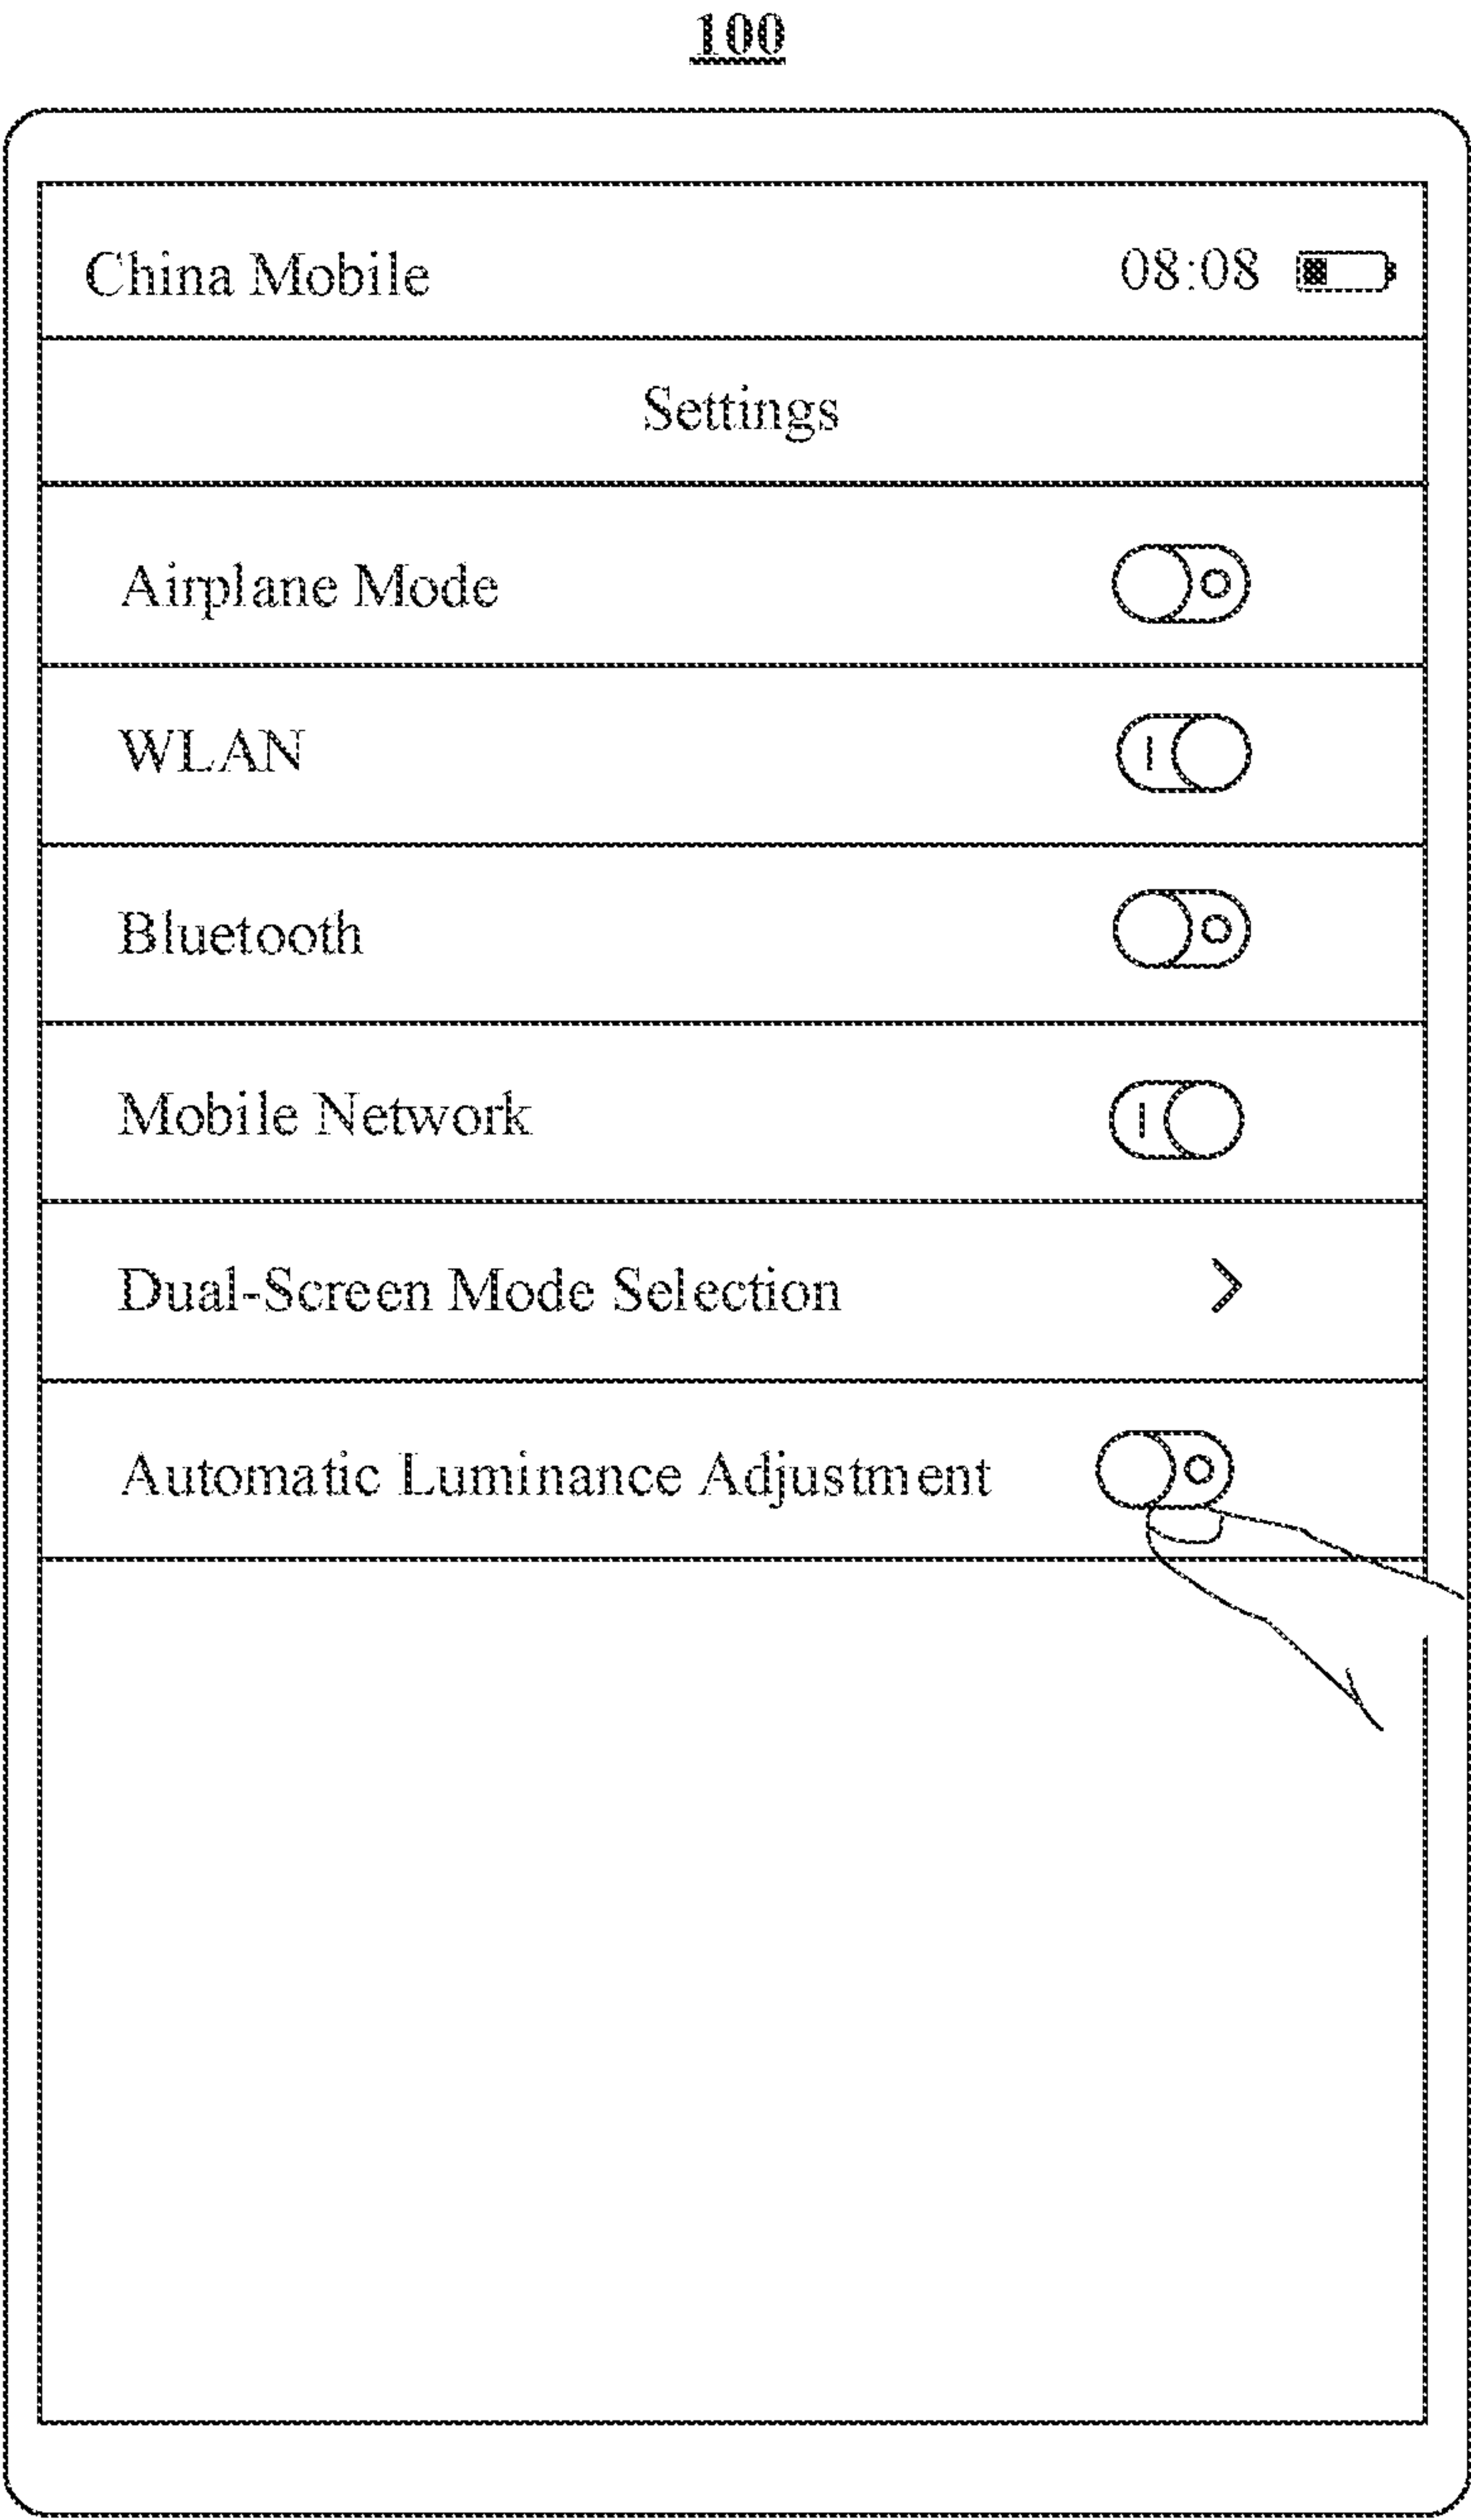 100
China Mobile 08:08
Settings
Airplane Mode
WLAN
Bluetooth
Mobile Network
Dual-Screen Mode Selection
Automatic Luminance Adjustment